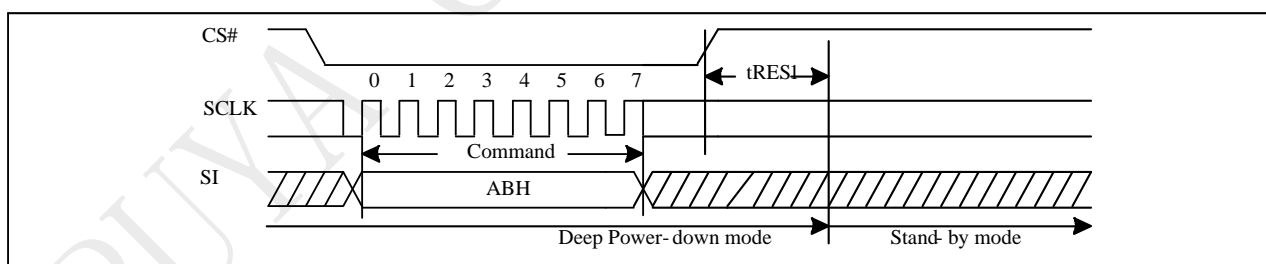 CS#
tRES1
0 1 2 3 4 5 6 7
SCLK
Command
SI
ABH
Deep Power- down mode
Stand- by mode
PUYA